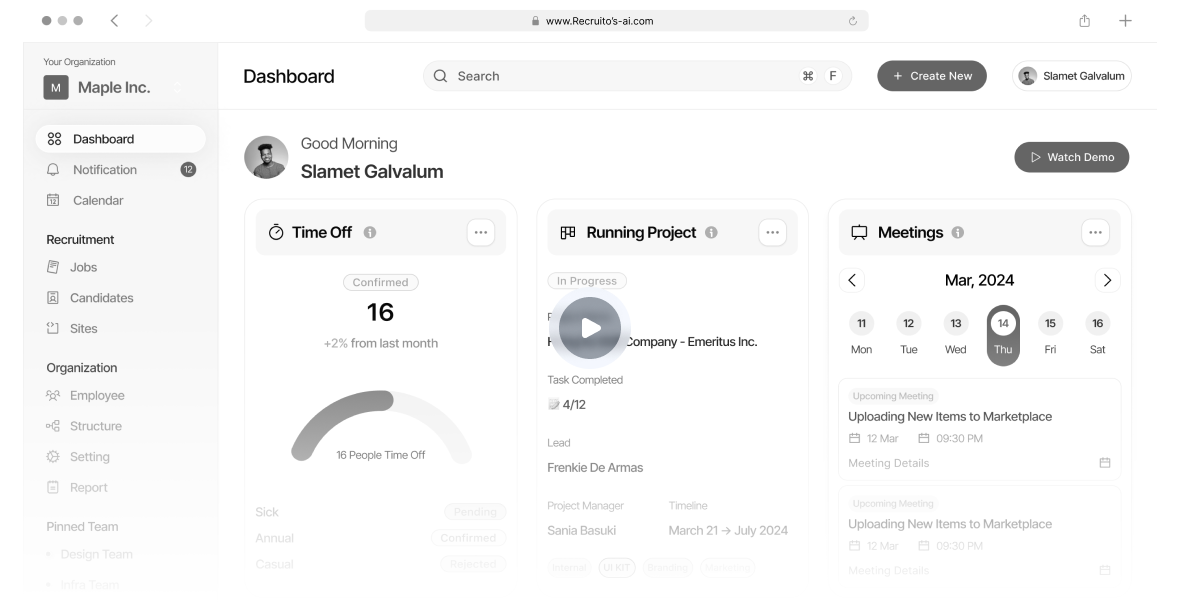 www.Recruito's-ai.com
Your Organization
M Maple Inc.
Dashboard
Search
⌘ F
+ Create New
Slamet Galvalum
Dashboard
Notification 12
Calendar
Recruitment
Jobs
Candidates
Sites
Organization
Employee
Structure
Setting
Report
Pinned Team
Design Team
Infra Team
Good Morning
Slamet Galvalum
Watch Demo
Time Off
Confirmed
16
+2% from last month
16 People Time Off
Sick Pending
Annual Confirmed
Casual Rejected
Running Project
In Progress
Company - Emeritus Inc.
Task Completed
4/12
Lead
Frenkie De Armas
Project Manager Timeline
Sania Basuki March 21 → July 2024
Internal UI KIT Branding Marketing
Meetings
Mar, 2024
11 12 13 14 15 16
Mon Tue Wed Thu Fri Sat
Upcoming Meeting
Uploading New Items to Marketplace
12 Mar 09:30 PM
Meeting Details
Upcoming Meeting
Uploading New Items to Marketplace
12 Mar 09:30 PM
Meeting Details